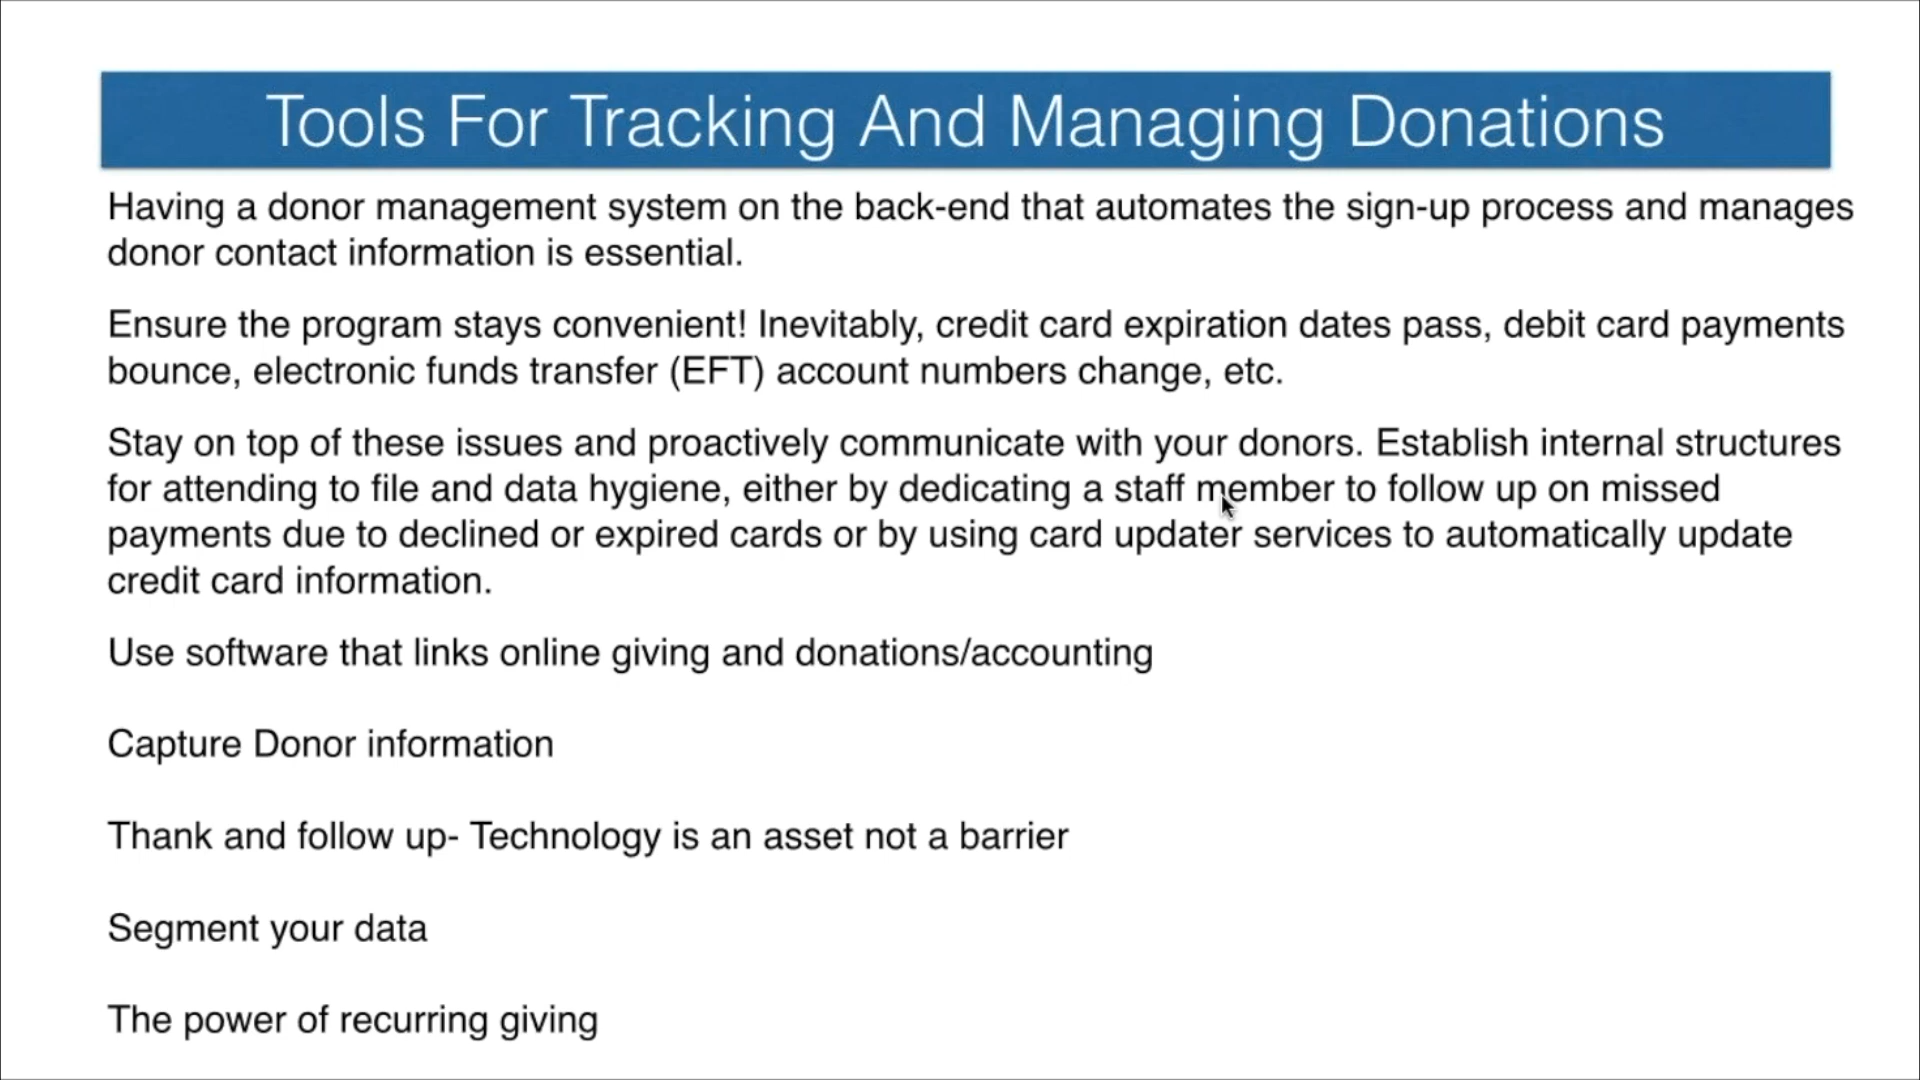 Tools For Tracking And Managing Donations
Having a donor management system on the back-end that automates the sign-up process and manages
donor contact information is essential.
Ensure the program stays convenient! Inevitably, credit card expiration dates pass, debit card payments
bounce, electronic funds transfer (EFT) account numbers change, etc.
Stay on top of these issues and proactively communicate with your donors. Establish internal structures
for attending to file and data hygiene, either by dedicating a staff member to follow up on missed
payments due to declined or expired cards or by using card updater services to automatically update
credit card information.
Use software that links online giving and donations/accounting
Capture Donor information
Thank and follow up- Technology is an asset not a barrier
Segment your data
The power of recurring giving